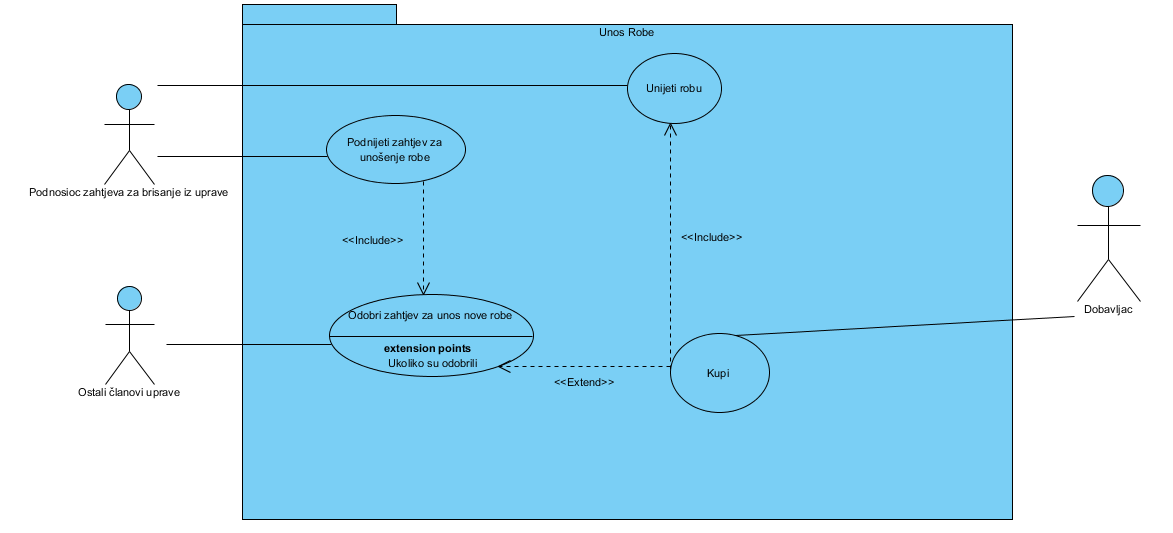 Unos Robe
Unijeti robu
Podnijeti zahtjev za
unošenje robe
Podnosioc zahtjeva za brisanje iz uprave
<<Include>>
<<Include>>
Odobri zahtjev za unos nove robe
extension points
Ukoliko su odobrili
<<Extend>>
Kupi
Dobavljac
Ostali članovi uprave